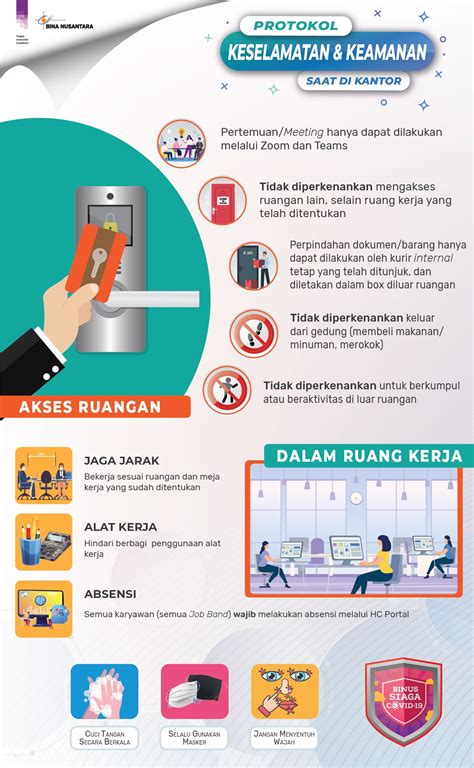 BINA NUSANTARA
PROTOKOL
KESELAMATAN & KEAMANAN
SAAT DI KANTOR
Pertemuan/Meeting hanya dapat dilakukan
melalui Zoom dan Teams
Tidak diperkenankan mengakses
ruangan lain, selain ruang kerja yang
telah ditentukan
Perpindahan dokumen/barang hanya
dapat dilakukan oleh kurir internal
tetap yang telah ditunjuk, dan
diletakan dalam box diluar ruangan
Tidak diperkenankan keluar
dari gedung (membeli makanan/
minuman, merokok)
Tidak diperkenankan untuk berkumpul
atau beraktivitas di luar ruangan
AKSES RUANGAN
DALAM RUANG KERJA
JAGA JARAK
Bekerja sesuai ruangan dan meja
kerja yang sudah ditentukan
ALAT KERJA
Hindari berbagi penggunaan alat
kerja
ABSENSI
Semua karyawan (semua Job Band) wajib melakukan absensi melalui HC Portal
CUCI TANGAN
SECARA BERKALA
SELALU GUNAKAN
MASKER
JANGAN MENYENTUH
WAJAH
BINUS
SIAGA
COVID-19